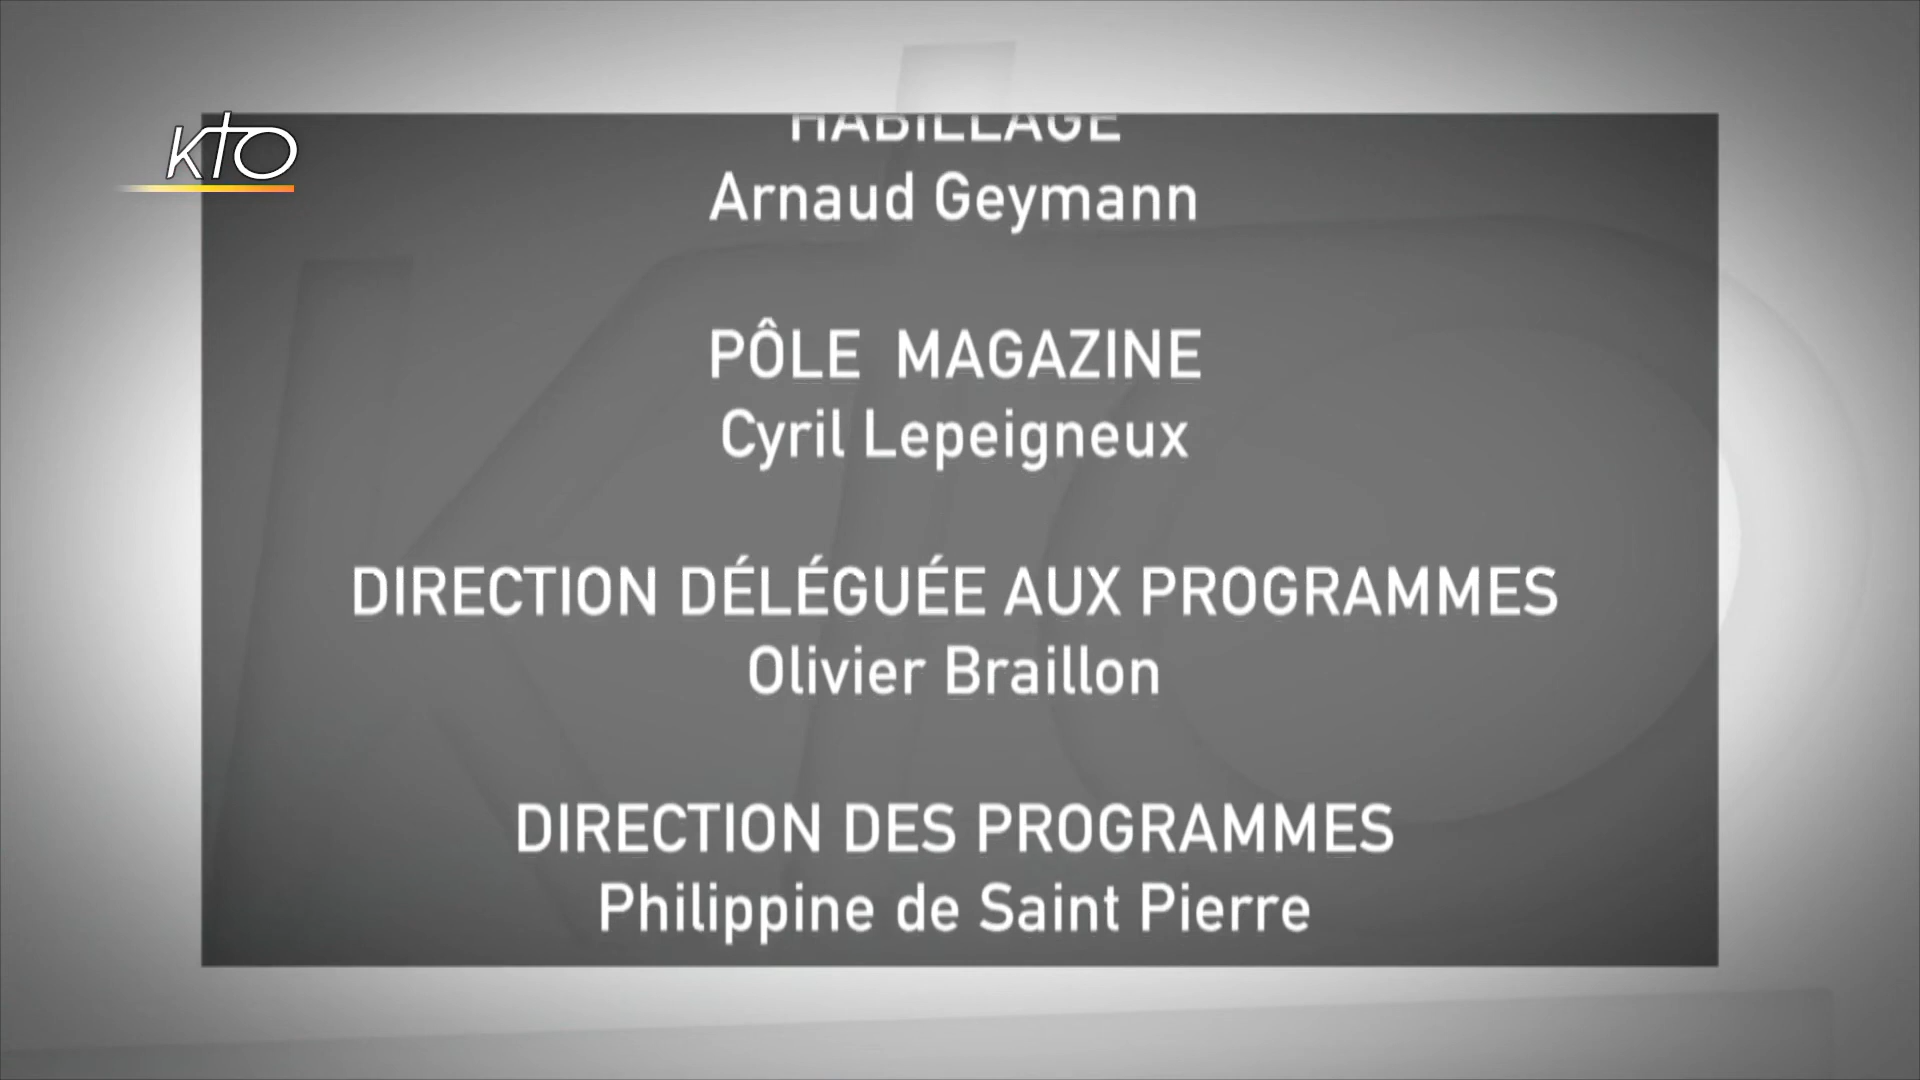 KTO
HABILLAGE
Arnaud Geymann
PÔLE MAGAZINE
Cyril Lepeigneux
DIRECTION DÉLÉGUÉE AUX PROGRAMMES
Olivier Braillon
DIRECTION DES PROGRAMMES
Philippine de Saint Pierre